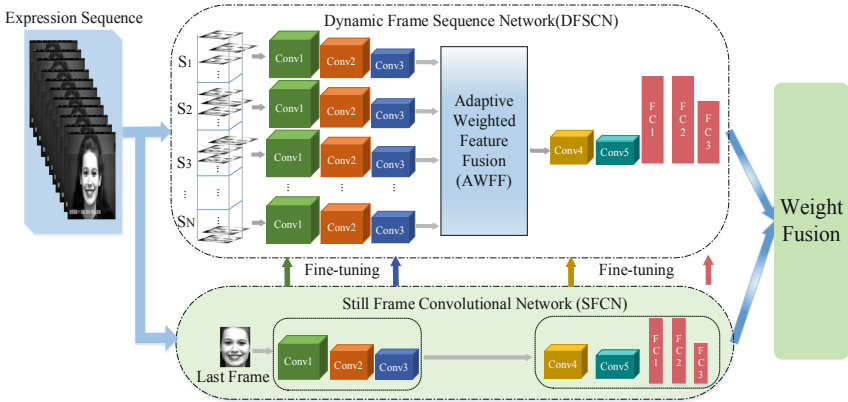 Expression Sequence
Dynamic Frame Sequence Network(DFSCN)
S1
Conv1
Conv2
Conv3
S2
Conv1
Conv2
Conv3
S3
Conv1
Conv2
Conv3
SN
Conv1
Conv2
Conv3
Adaptive
Weighted
Feature
Fusion
(AWFF)
Conv4
Conv5
FC1
FC2
FC3
Weight
Fusion
Fine-tuning
Fine-tuning
Still Frame Convolutional Network (SFCN)
Last Frame
Conv1
Conv2
Conv3
Conv4
Conv5
FC1
FC2
FC3